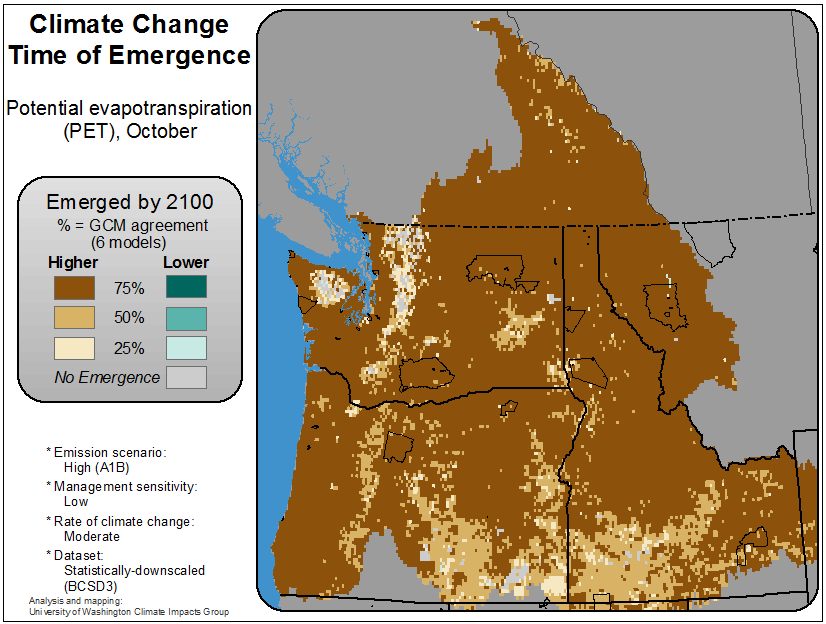 Climate Change
Time of Emergence
Potential evapotranspiration
(PET), October
Emerged by 2100
% = GCM agreement
(6 models)
Higher Lower
75%
50%
25%
No Emergence
* Emission scenario:
High (A1B)
* Management sensitivity:
Low
* Rate of climate change:
Moderate
* Dataset:
Statistically-downscaled
(BCSD3)
Analysis and mapping:
University of Washington Climate Impacts Group